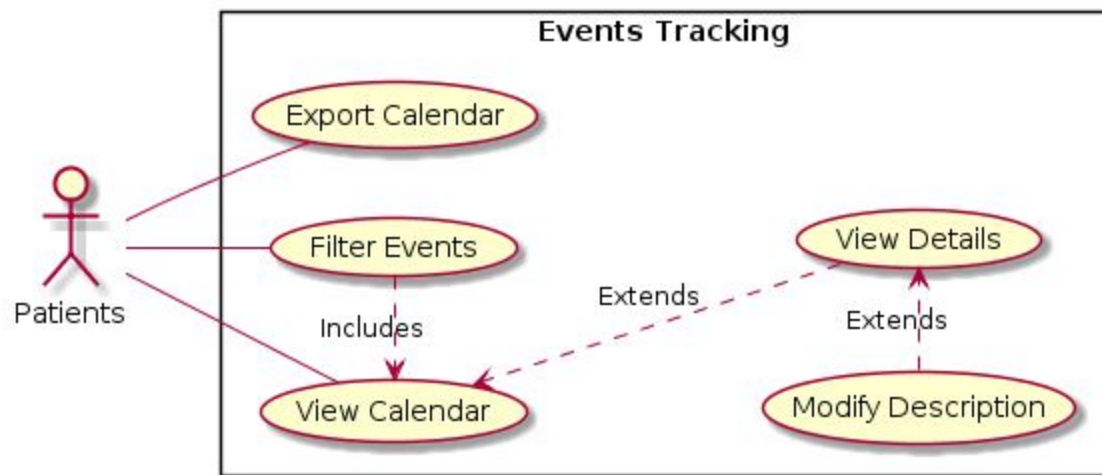 Events Tracking
Export Calendar
Filter Events
View Details
Patients
Extends
Extends
Includes
View Calendar
Modify Description